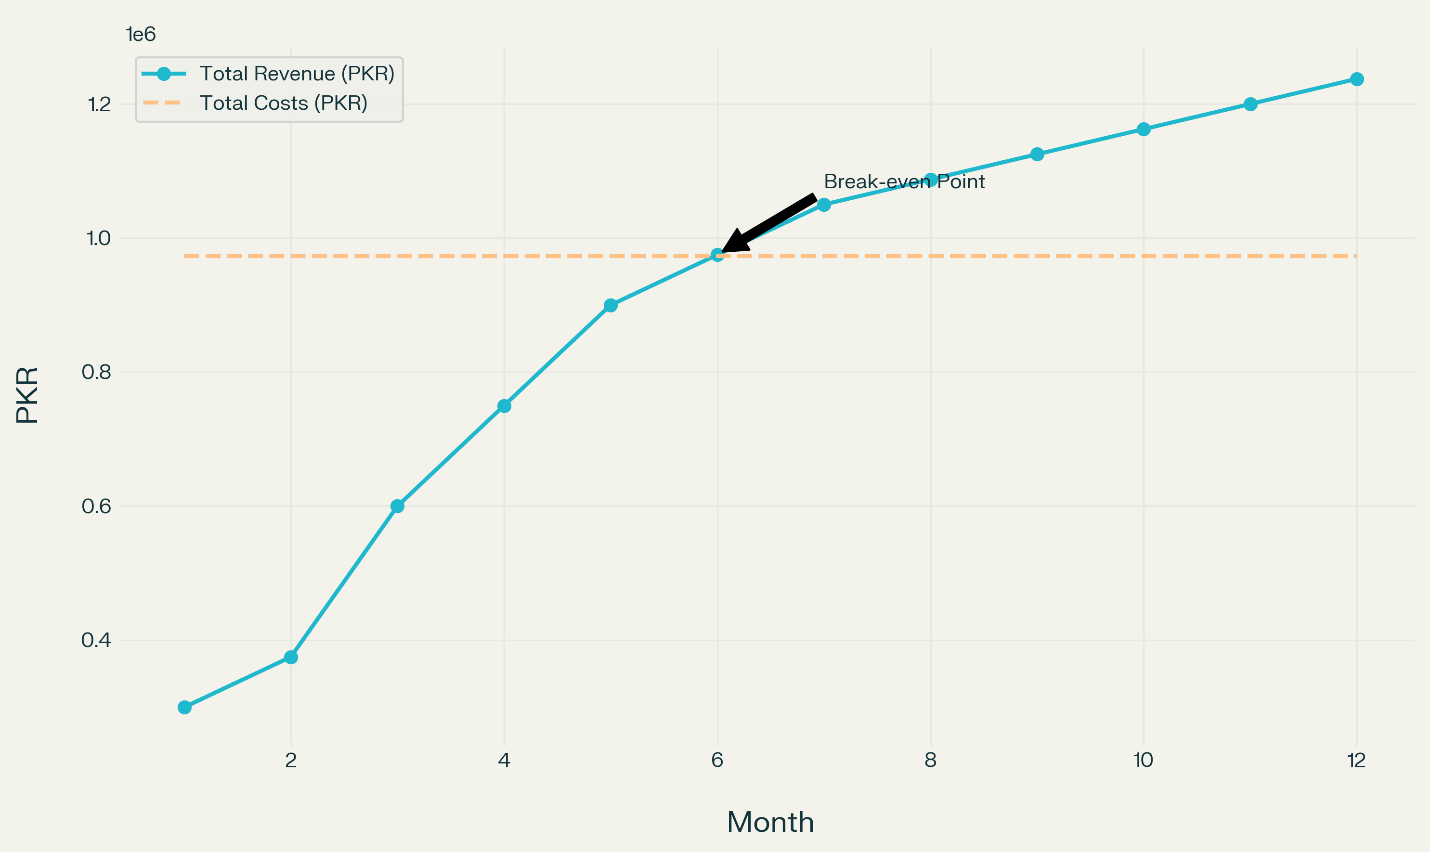 1e6
Total Revenue (PKR)
Total Costs (PKR)
1.2
Break-even Point
1.0
0.8
PKR
0.6
0.4
2 4 6 8 10 12
Month